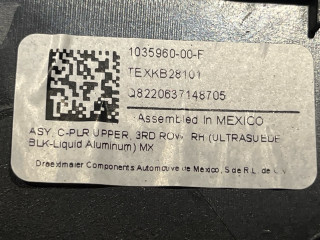 1035960-00-F
TEXKB28101
Q8220637148705
Assembled in MEXICO
ASY, C-PLR UPPER, 3RD ROW, RH (ULTRASUEDE
BLK-Liquid Aluminum) MX
Draexlmaier Components Automotive de Mexico, S de R.L. de C.V.